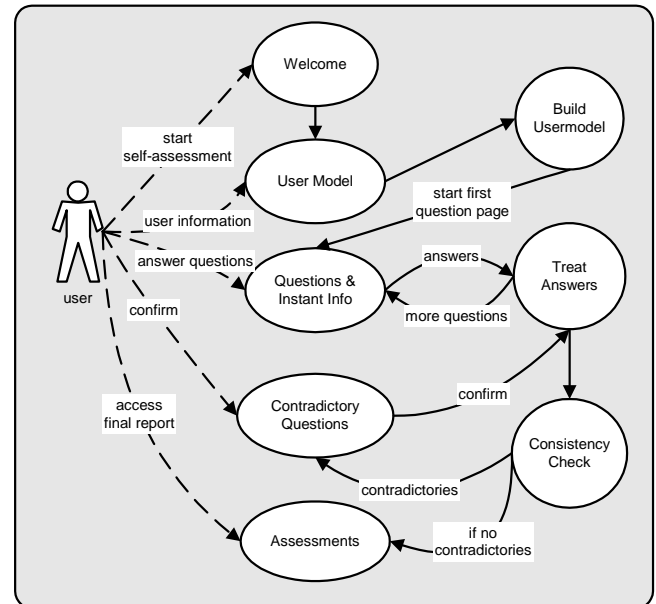 Welcome
Build
Usermodel
start
self-assessment
User Model
start first
question page
user information
answer questions
answers
Treat
Answers
Questions &
Instant Info
user
confirm
more questions
access
final report
Contradictory
Questions
confirm
Consistency
Check
contradictories
Assessments
if no
contradictories